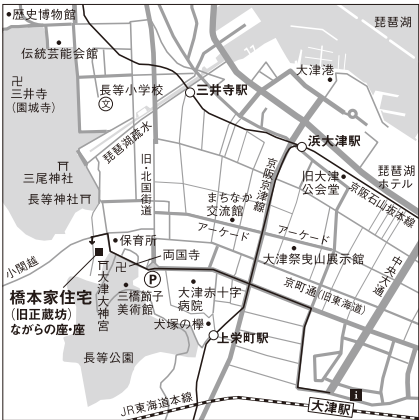 歴史博物館
琵琶湖
伝統芸能会館
大津港
卍
三井寺
(園城寺)
長等小学校
文
三井寺駅
琵琶湖疏水
浜大津駅
三尾神社
長等神社
旧・北国街道
京阪京津線
旧大津
公会堂
琵琶湖
ホテル
京阪石山坂本線
まちなか
交流館
アーケード
アーケード
保育所
両国寺
卍
大津祭曳山展示館
中央大通
小関越
P
京町通(旧東海道)
橋本家住宅
(旧正蔵坊)
ながらの座・座
大津大神宮
三橋節子
美術館
大津赤十字
病院
犬塚の欅
上栄町駅
長等公園
i
大津駅
JR東海道本線